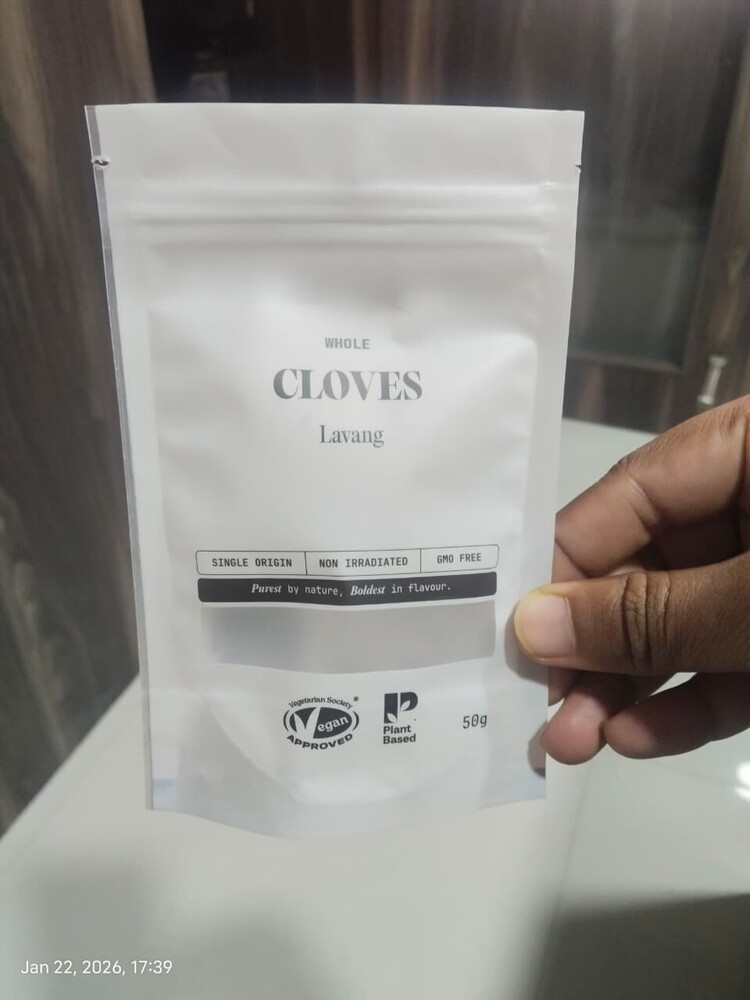 WHOLE
CLOVES
Lavang
SINGLE ORIGIN NON IRRADIATED GMO FREE
Purest by nature, Boldest in flavour.
Vegetarian Society®
Vegan
APPROVED
Plant
Based
50g
Jan 22, 2026, 17:39